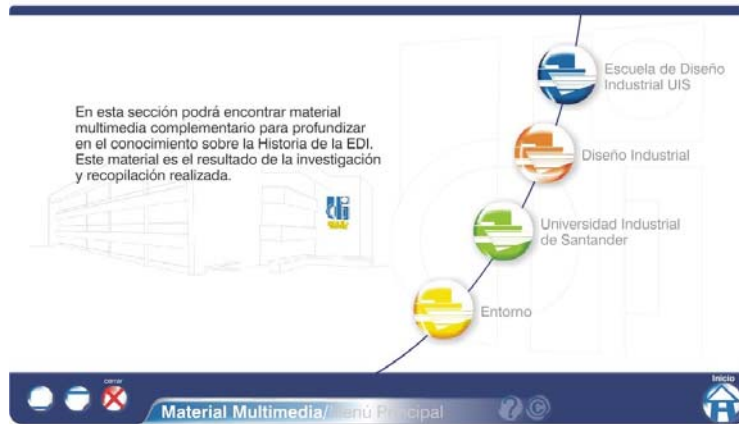 En esta sección podrá encontrar material
multimedia complementario para profundizar
en el conocimiento sobre la Historia de la EDI.
Este material es el resultado de la investigación
y recopilación realizada.
Escuela de Diseño
Industrial UIS
Diseño Industrial
Universidad Industrial
de Santander
Entorno
cerrar
Material Multimedia/Menú Principal
Inicio